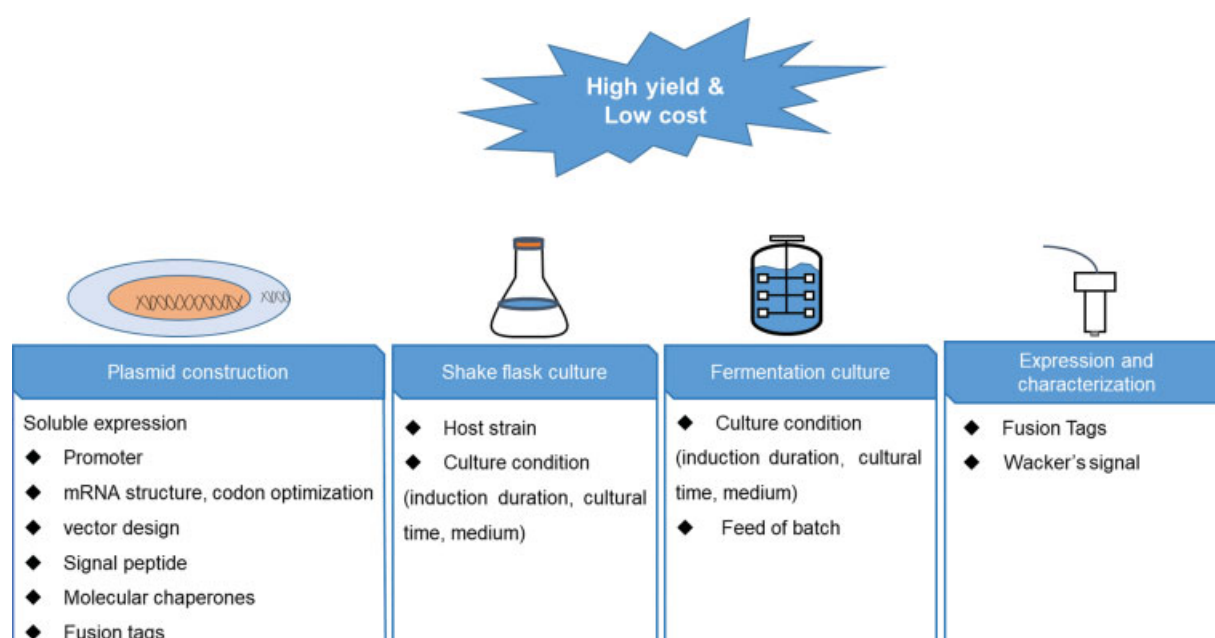 High yield &
Low cost
Plasmid construction
Soluble expression
◆ Promoter
◆ mRNA structure, codon optimization
◆ vector design
◆ Signal peptide
◆ Molecular chaperones
◆ Fusion tags
Shake flask culture
◆ Host strain
◆ Culture condition
(induction duration, cultural
time, medium)
Fermentation culture
◆ Culture condition
(induction duration, cultural
time, medium)
◆ Feed of batch
Expression and
characterization
◆ Fusion Tags
◆ Wacker's signal